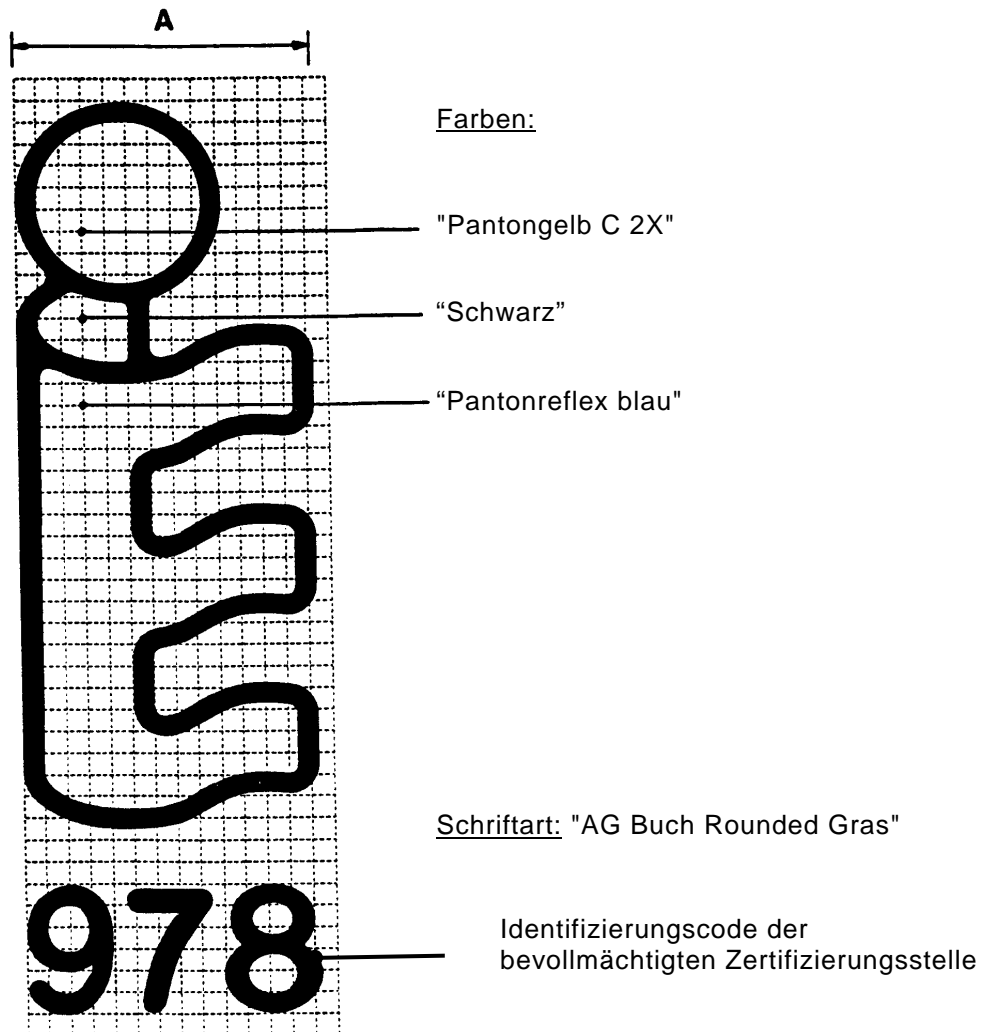 A
Farben:
"Pantongelb C 2X"
“Schwarz”
“Pantonreflex blau"
Schriftart: "AG Buch Rounded Gras"
978
Identifizierungscode der
bevollmächtigten Zertifizierungsstelle